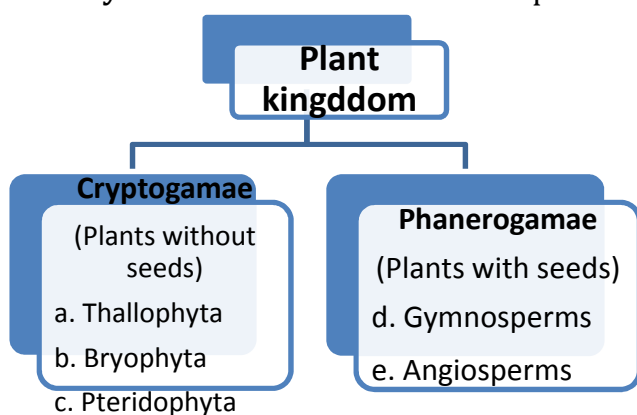 Plant
kingddom
Cryptogamae
(Plants without
seeds)
a. Thallophyta
b. Bryophyta
c. Pteridophyta
Phanerogamae
(Plants with seeds)
d. Gymnosperms
e. Angiosperms